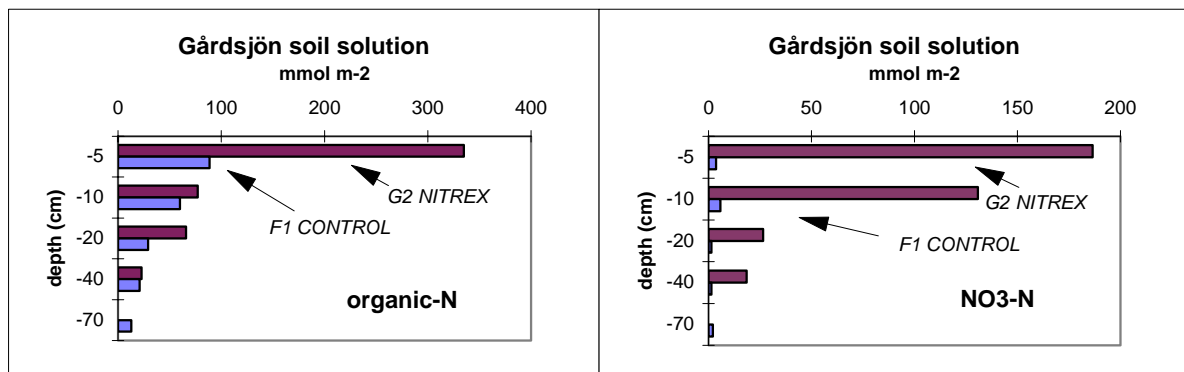 Gårdsjön soil solution
mmol m-2
0 100 200 300 400
-5
-10
-20
-40
-70
depth (cm)
G2 NITREX
F1 CONTROL
organic-N
Gårdsjön soil solution
mmol m-2
0 50 100 150 200
-5
-10
-20
-40
-70
depth (cm)
G2 NITREX
F1 CONTROL
NO3-N